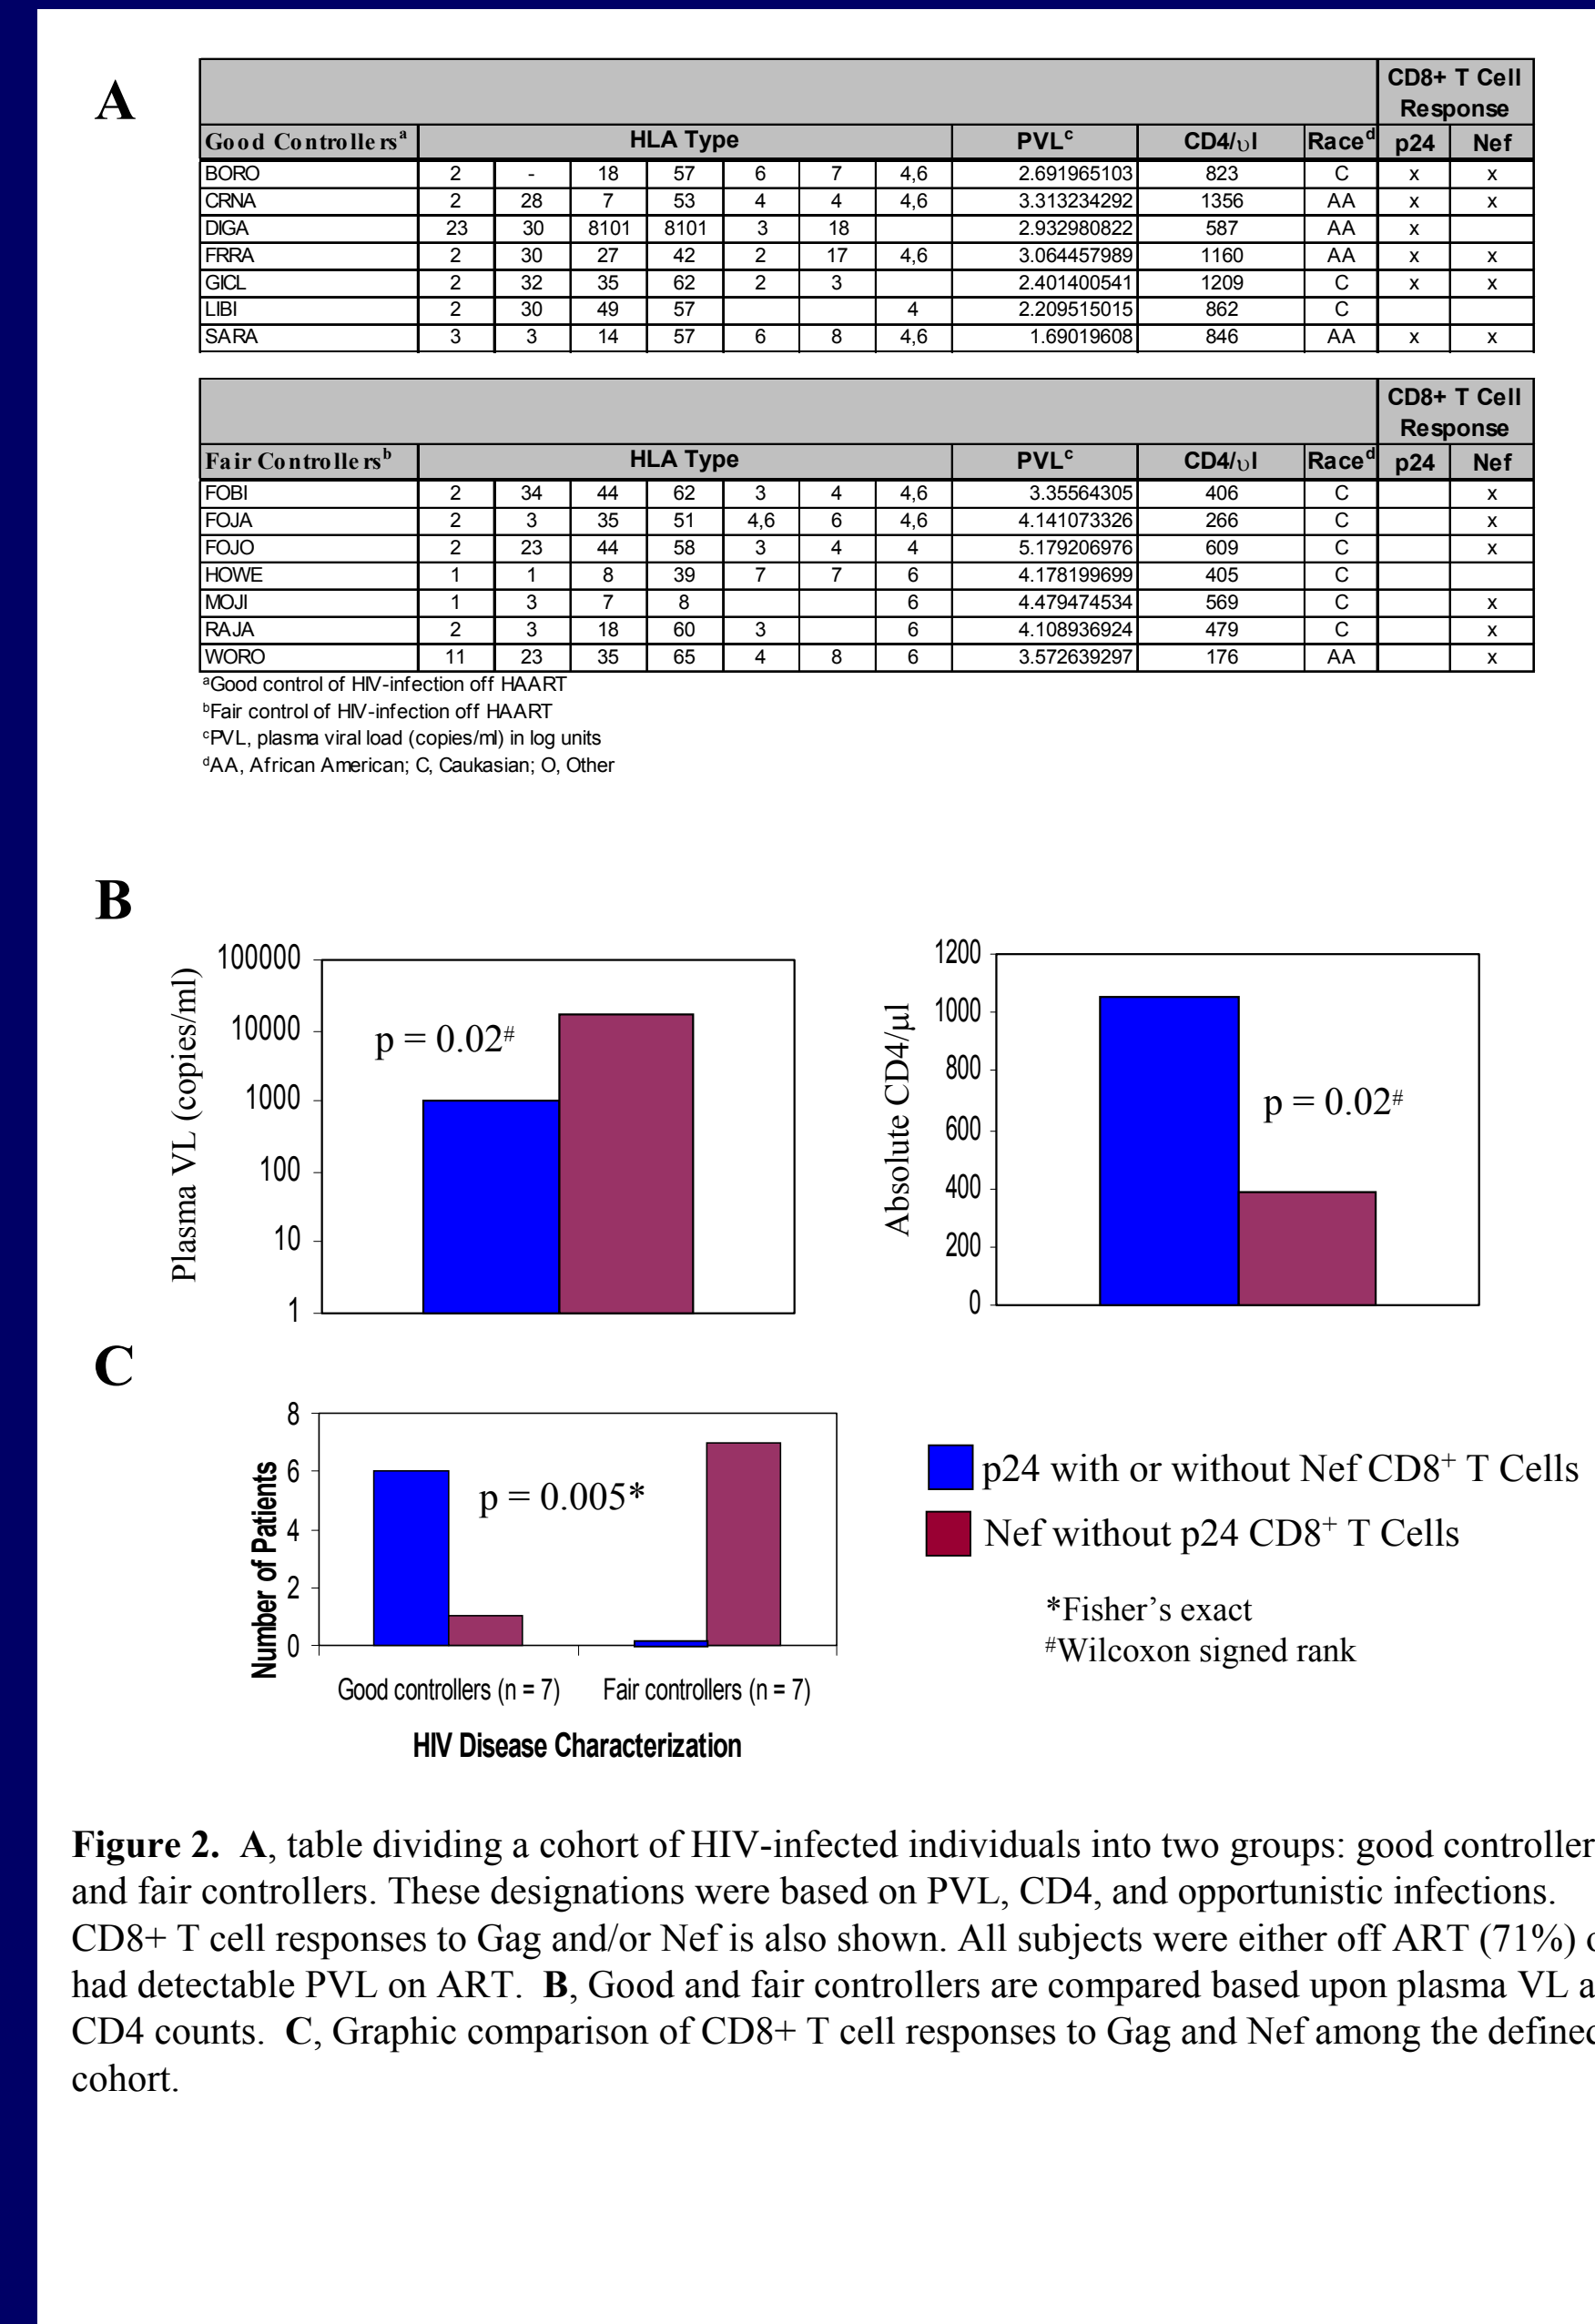 A
CD8+ T Cell
Response
Good Controllersᵃ HLA Type PVLᶜ CD4/υl Raceᵈ p24 Nef
BORO 2 - 18 57 6 7 4,6 2.691965103 823 C x x
CRNA 2 28 7 53 4 4 4,6 3.313234292 1356 AA x x
DIGA 23 30 8101 8101 3 18 2.932980822 587 AA x
FRRA 2 30 27 42 2 17 4,6 3.064457989 1160 AA x x
GICL 2 32 35 62 2 3 2.401400541 1209 C x x
LIBI 2 30 49 57 4 2.209515015 862 C
SARA 3 3 14 57 6 8 4,6 1.69019608 846 AA x x
CD8+ T Cell
Response
Fair Controllersᵇ HLA Type PVLᶜ CD4/υl Raceᵈ p24 Nef
FOBI 2 34 44 62 3 4 4,6 3.35564305 406 C x
FOJA 2 3 35 51 4,6 6 4,6 4.141073326 266 C x
FOJO 2 23 44 58 3 4 4 5.179206976 609 C x
HOWE 1 1 8 39 7 7 6 4.178199699 405 C
MOJI 1 3 7 8 6 4.479474534 569 C x
RAJA 2 3 18 60 3 6 4.108936924 479 C x
WORO 11 23 35 65 4 8 6 3.572639297 176 AA x
ᵃGood control of HIV-infection off HAART
ᵇFair control of HIV-infection off HAART
ᶜPVL, plasma viral load (copies/ml) in log units
ᵈAA, African American; C, Caukasian; O, Other
B
Plasma VL (copies/ml)
100000
10000
1000
100
10
1
p = 0.02#
Absolute CD4/µl
1200
1000
800
600
400
200
0
p = 0.02#
C
Number of Patients
8
6
4
2
0
p = 0.005*
Good controllers (n = 7) Fair controllers (n = 7)
HIV Disease Characterization
p24 with or without Nef CD8⁺ T Cells
Nef without p24 CD8⁺ T Cells
*Fisher's exact
#Wilcoxon signed rank
Figure 2. A, table dividing a cohort of HIV-infected individuals into two groups: good controller
and fair controllers. These designations were based on PVL, CD4, and opportunistic infections.
CD8+ T cell responses to Gag and/or Nef is also shown. All subjects were either off ART (71%) o
had detectable PVL on ART. B, Good and fair controllers are compared based upon plasma VL a
CD4 counts. C, Graphic comparison of CD8+ T cell responses to Gag and Nef among the defined
cohort.